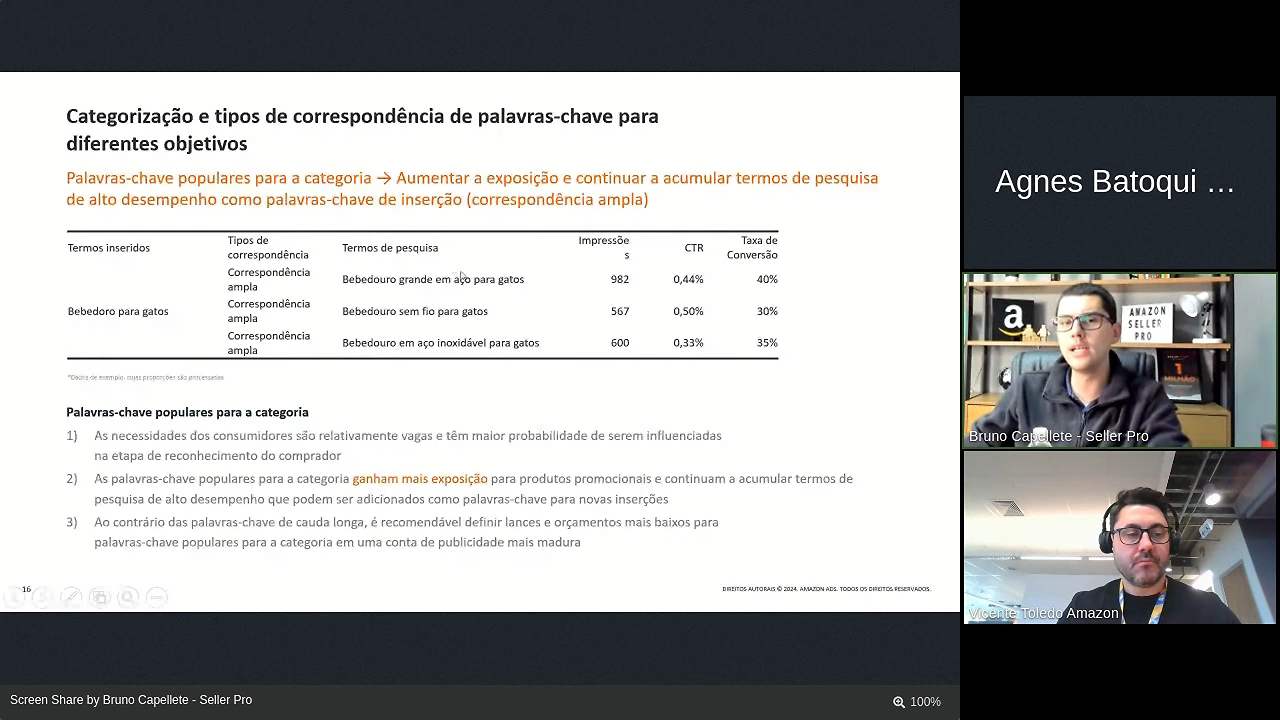 Categorização e tipos de correspondência de palavras-chave para
diferentes objetivos
Palavras-chave populares para a categoria → Aumentar a exposição e continuar a acumular termos de pesquisa
de alto desempenho como palavras-chave de inserção (correspondência ampla)
Termos inseridos
Tipos de
correspondência
Termos de pesquisa
Impressõe
s
CTR
Taxa de
Conversão
Correspondência
ampla
Bebedouro grande em aço para gatos
982
0,44%
40%
Bebedoro para gatos
Correspondência
ampla
Bebedouro sem fio para gatos
567
0,50%
30%
Correspondência
ampla
Bebedouro em aço inoxidável para gatos
600
0,33%
35%
Palavras-chave populares para a categoria
1) As necessidades dos consumidores são relativamente vagas e têm maior probabilidade de serem influenciadas
na etapa de reconhecimento do comprador
2) As palavras-chave populares para a categoria ganham mais exposição para produtos promocionais e continuam a acumular termos de
pesquisa de alto desempenho que podem ser adicionados como palavras-chave para novas inserções
3) Ao contrário das palavras-chave de cauda longa, é recomendável definir lances e orçamentos mais baixos para
palavras-chave populares para a categoria em uma conta de publicidade mais madura
16
DIREITOS AUTORAIS © 2024. AMAZON ADS. TODOS OS DIREITOS RESERVADOS.
Screen Share by Bruno Capellete - Seller Pro
100%
Agnes Batoqui …
a
AMAZON
SELLER
PRO
1
MILHÃO
Bruno Capellete - Seller Pro
Vicente Toledo Amazon